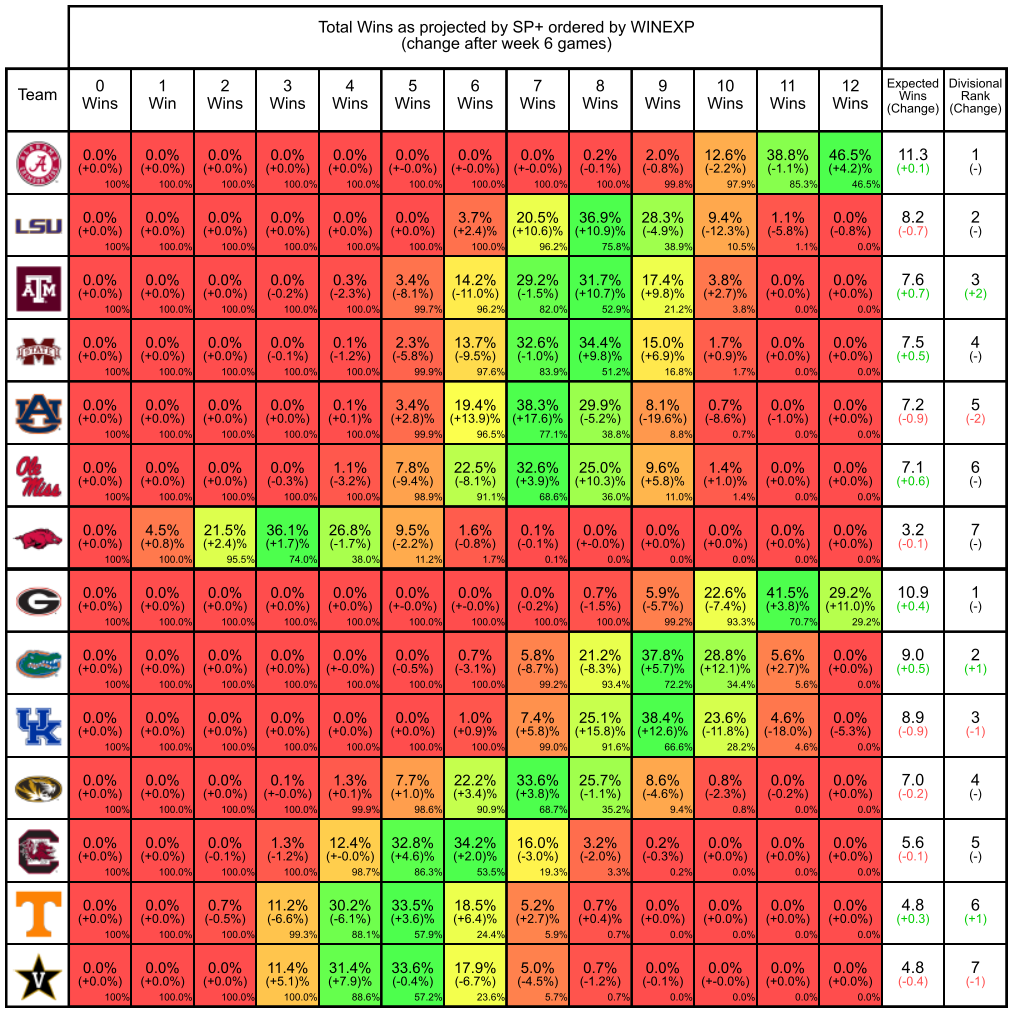 Total Wins as projected by SP+ ordered by WINEXP
(change after week 6 games)
Team 0 Wins 1 Win 2 Wins 3 Wins 4 Wins 5 Wins 6 Wins 7 Wins 8 Wins 9 Wins 10 Wins 11 Wins 12 Wins Expected Wins (Change) Divisional Rank (Change)
A 0.0% 0.0% 0.0% 0.0% 0.0% 0.0% 0.0% 0.0% 0.2% 2.0% 12.6% 38.8% 46.5% 11.3 1
(+0.0%) (+0.0%) (+0.0%) (+0.0%) (+0.0%) (+-0.0%) (+-0.0%) (+-0.0%) (-0.1%) (-0.8%) (-2.2%) (-1.1%) (+4.2)% (+0.1) (-)
100% 100.0% 100.0% 100.0% 100.0% 100.0% 100.0% 100.0% 100.0% 99.8% 97.9% 85.3% 46.5%
LSU 0.0% 0.0% 0.0% 0.0% 0.0% 0.0% 3.7% 20.5% 36.9% 28.3% 9.4% 1.1% 0.0% 8.2 2
(+0.0%) (+0.0%) (+0.0%) (+0.0%) (+0.0%) (+0.0%) (+2.4)% (+10.6)% (+10.9)% (-4.9%) (-12.3%) (-5.8%) (-0.8%) (-0.7) (-)
100% 100.0% 100.0% 100.0% 100.0% 100.0% 100.0% 96.2% 75.8% 38.9% 10.5% 1.1% 0.0%
ATM 0.0% 0.0% 0.0% 0.0% 0.3% 3.4% 14.2% 29.2% 31.7% 17.4% 3.8% 0.0% 0.0% 7.6 3
(+0.0%) (+0.0%) (+0.0%) (-0.2%) (-2.3%) (-8.1%) (-11.0%) (-1.5%) (+10.7)% (+9.8)% (+2.7)% (+0.0%) (+0.0%) (+0.7) (+2)
100% 100.0% 100.0% 100.0% 100.0% 99.7% 96.2% 82.0% 52.9% 21.2% 3.8% 0.0% 0.0%
STATE 0.0% 0.0% 0.0% 0.0% 0.1% 2.3% 13.7% 32.6% 34.4% 15.0% 1.7% 0.0% 0.0% 7.5 4
(+0.0%) (+0.0%) (+0.0%) (-0.1%) (-1.2%) (-5.8%) (-9.5%) (-1.0%) (+9.8)% (+6.9)% (+0.9)% (+0.0%) (+0.0%) (+0.5) (-)
100% 100.0% 100.0% 100.0% 100.0% 99.9% 97.6% 83.9% 51.2% 16.8% 1.7% 0.0% 0.0%
AU 0.0% 0.0% 0.0% 0.0% 0.1% 3.4% 19.4% 38.3% 29.9% 8.1% 0.7% 0.0% 0.0% 7.2 5
(+0.0%) (+0.0%) (+0.0%) (+0.0%) (+0.1)% (+2.8)% (+13.9)% (+17.6)% (-5.2%) (-19.6%) (-8.6%) (-1.0%) (+0.0%) (-0.9) (-2)
100% 100.0% 100.0% 100.0% 100.0% 99.9% 96.5% 77.1% 38.8% 8.8% 0.7% 0.0% 0.0%
Ole Miss 0.0% 0.0% 0.0% 0.0% 1.1% 7.8% 22.5% 32.6% 25.0% 9.6% 1.4% 0.0% 0.0% 7.1 6
(+0.0%) (+0.0%) (+0.0%) (-0.3%) (-3.2%) (-9.4%) (-8.1%) (+3.9)% (+10.3)% (+5.8)% (+1.0)% (+0.0%) (+0.0%) (+0.6) (-)
100% 100.0% 100.0% 100.0% 100.0% 98.9% 91.1% 68.6% 36.0% 11.0% 1.4% 0.0% 0.0%
0.0% 4.5% 21.5% 36.1% 26.8% 9.5% 1.6% 0.1% 0.0% 0.0% 0.0% 0.0% 0.0% 3.2 7
(+0.0%) (+0.8)% (+2.4)% (+1.7)% (-1.7%) (-2.2%) (-0.8%) (-0.1%) (+-0.0%) (+0.0%) (+0.0%) (+0.0%) (+0.0%) (-0.1) (-)
100% 100.0% 95.5% 74.0% 38.0% 11.2% 1.7% 0.1% 0.0% 0.0% 0.0% 0.0% 0.0%
G 0.0% 0.0% 0.0% 0.0% 0.0% 0.0% 0.0% 0.0% 0.7% 5.9% 22.6% 41.5% 29.2% 10.9 1
(+0.0%) (+0.0%) (+0.0%) (+0.0%) (+0.0%) (+-0.0%) (+-0.0%) (-0.2%) (-1.5%) (-5.7%) (-7.4%) (+3.8)% (+11.0)% (+0.4) (-)
100% 100.0% 100.0% 100.0% 100.0% 100.0% 100.0% 100.0% 100.0% 99.2% 93.3% 70.7% 29.2%
0.0% 0.0% 0.0% 0.0% 0.0% 0.0% 0.7% 5.8% 21.2% 37.8% 28.8% 5.6% 0.0% 9.0 2
(+0.0%) (+0.0%) (+0.0%) (+0.0%) (+-0.0%) (-0.5%) (-3.1%) (-8.7%) (-8.3%) (+5.7)% (+12.1)% (+2.7)% (+0.0%) (+0.5) (+1)
100% 100.0% 100.0% 100.0% 100.0% 100.0% 100.0% 99.2% 93.4% 72.2% 34.4% 5.6% 0.0%
UK 0.0% 0.0% 0.0% 0.0% 0.0% 0.0% 1.0% 7.4% 25.1% 38.4% 23.6% 4.6% 0.0% 8.9 3
(+0.0%) (+0.0%) (+0.0%) (+0.0%) (+0.0%) (+0.0%) (+0.9)% (+5.8)% (+15.8)% (+12.6)% (-11.8%) (-18.0%) (-5.3%) (-0.9) (-1)
100% 100.0% 100.0% 100.0% 100.0% 100.0% 100.0% 99.0% 91.6% 66.6% 28.2% 4.6% 0.0%
0.0% 0.0% 0.0% 0.1% 1.3% 7.7% 22.2% 33.6% 25.7% 8.6% 0.8% 0.0% 0.0% 7.0 4
(+0.0%) (+0.0%) (+0.0%) (+-0.0%) (+0.1)% (+1.0)% (+3.4)% (+3.8)% (-1.1%) (-4.6%) (-2.3%) (-0.2%) (+0.0%) (-0.2) (-)
100% 100.0% 100.0% 100.0% 99.9% 98.6% 90.9% 68.7% 35.2% 9.4% 0.8% 0.0% 0.0%
C 0.0% 0.0% 0.0% 1.3% 12.4% 32.8% 34.2% 16.0% 3.2% 0.2% 0.0% 0.0% 0.0% 5.6 5
(+0.0%) (+0.0%) (-0.1%) (-1.2%) (+-0.0%) (+4.6)% (+2.0)% (-3.0%) (-2.0%) (-0.3%) (+0.0%) (+0.0%) (+0.0%) (-0.1) (-)
100% 100.0% 100.0% 100.0% 98.7% 86.3% 53.5% 19.3% 3.3% 0.2% 0.0% 0.0% 0.0%
T 0.0% 0.0% 0.7% 11.2% 30.2% 33.5% 18.5% 5.2% 0.7% 0.0% 0.0% 0.0% 0.0% 4.8 6
(+0.0%) (+0.0%) (-0.5%) (-6.6%) (-6.1%) (+3.6)% (+6.4)% (+2.7)% (+0.4)% (+0.0%) (+0.0%) (+0.0%) (+0.0%) (+0.3) (+1)
100% 100.0% 100.0% 99.3% 88.1% 57.9% 24.4% 5.9% 0.7% 0.0% 0.0% 0.0% 0.0%
V 0.0% 0.0% 0.0% 11.4% 31.4% 33.6% 17.9% 5.0% 0.7% 0.0% 0.0% 0.0% 0.0% 4.8 7
(+0.0%) (+0.0%) (+0.0%) (+5.1)% (+7.9)% (-0.4%) (-6.7%) (-4.5%) (-1.2%) (-0.1%) (+-0.0%) (+0.0%) (+0.0%) (-0.4) (-1)
100% 100.0% 100.0% 100.0% 88.6% 57.2% 23.6% 5.7% 0.7% 0.0% 0.0% 0.0% 0.0%